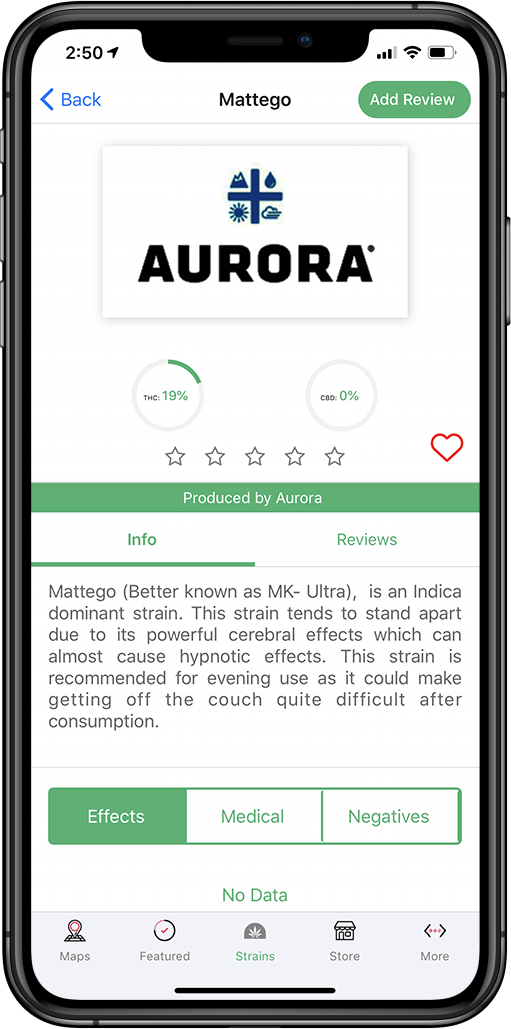 2:50
Back
Mattego
Add Review
AURORA
THC: 19%
CBD: 0%
Produced by Aurora
Info
Reviews
Mattego (Better known as MK- Ultra), is an Indica
dominant strain. This strain tends to stand apart
due to its powerful cerebral effects which can
almost cause hypnotic effects. This strain is
recommended for evening use as it could make
getting off the couch quite difficult after
consumption.
Effects
Medical
Negatives
No Data
Maps
Featured
Strains
Store
More